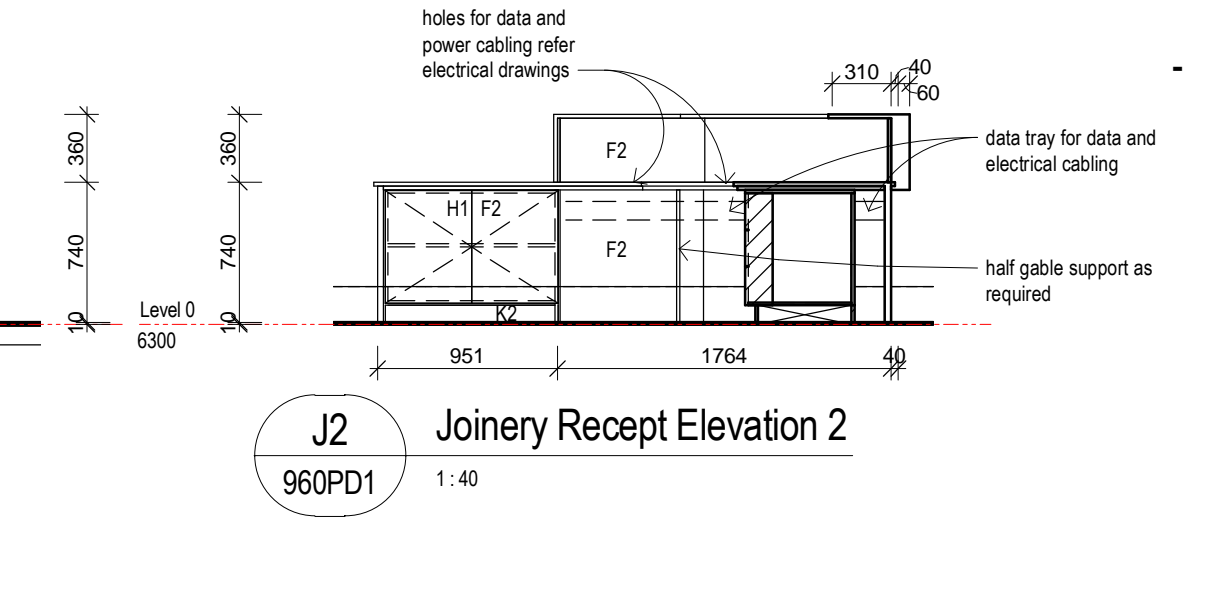 holes for data and
power cabling refer
electrical drawings
310
40
60
-
360
360
F2
data tray for data and
electrical cabling
H1
F2
740
740
F2
half gable support as
required
Level 0
6300
10
10
K2
951
1764
40
J2
960PD1
Joinery Recept Elevation 2
1 : 40